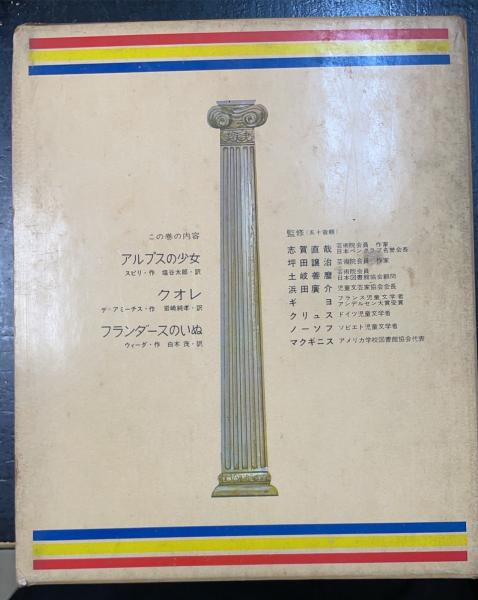 この巻の内容
アルプスの少女
スピリ・作 塩谷太郎・訳
クオレ
デ・アミーチス・作 岩崎純孝・訳
フランダースのいぬ
ウィーダ・作 白木 茂・訳
監修(五十音順)
志賀直哉 芸術院会員 作家
日本ペンクラブ名誉会長
坪田譲治 芸術院会員 作家
土岐善麿 芸術院会員
日本図書館協会顧問
浜田廣介 児童文芸家協会会長
ギヨ フランス児童文学者
アンデルセン大賞受賞
クリュス ドイツ児童文学者
ノーソフ ソビエト児童文学者
マクギニス アメリカ学校図書館協会代表